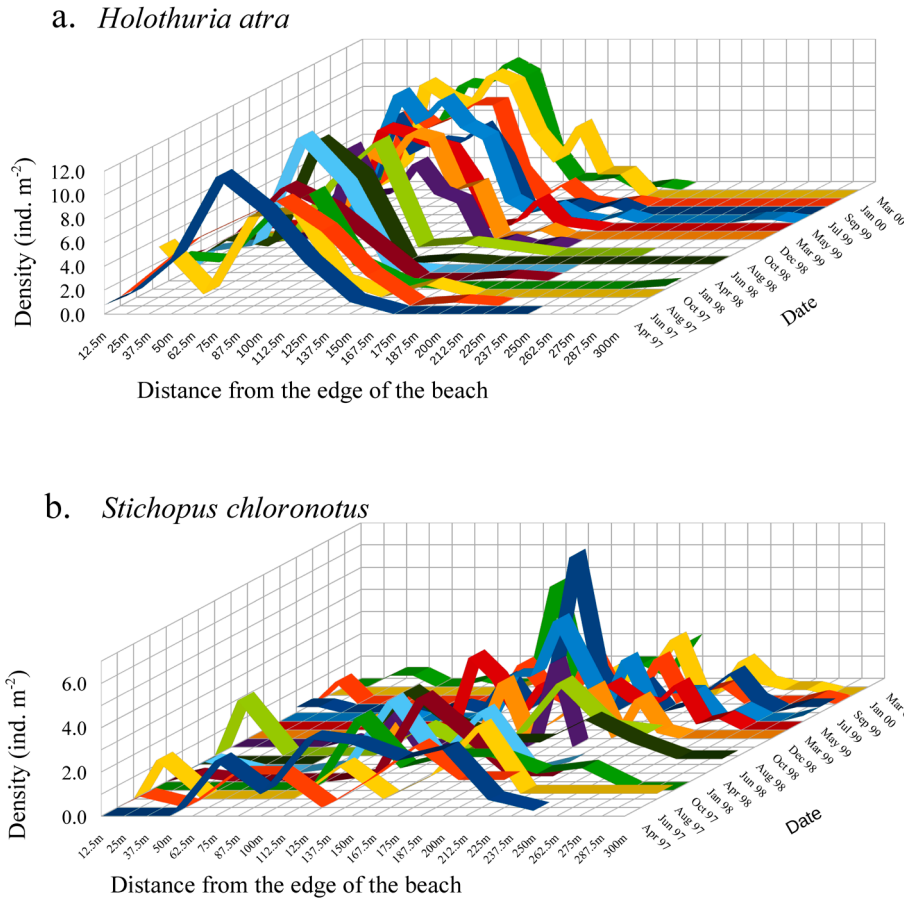 a. Holothuria atra
Density (ind. m-2)
12.0
10.0
8.0
6.0
4.0
2.0
0.0
12.5m
25m
37.5m
50m
62.5m
75m
87.5m
100m
112.5m
125m
137.5m
150m
167.5m
175m
187.5m
200m
212.5m
225m
237.5m
250m
262.5m
275m
287.5m
300m
Apr 97
Jun 97
Aug 97
Oct 97
Jan 98
Apr 98
Jun 98
Aug 98
Oct 98
Dec 98
Mar 99
May 99
Jul 99
Sep 99
Jan 00
Mar 00
Date
Distance from the edge of the beach
b. Stichopus chloronotus
Density (ind. m-2)
6.0
4.0
2.0
0.0
12.5m
25m
37.5m
50m
62.5m
75m
87.5m
100m
112.5m
125m
137.5m
150m
167.5m
175m
187.5m
200m
212.5m
225m
237.5m
250m
262.5m
275m
287.5m
300m
Apr 97
Jun 97
Aug 97
Oct 97
Jan 98
Apr 98
Jun 98
Aug 98
Oct 98
Dec 98
Mar 99
May 99
Jul 99
Sep 99
Jan 00
Date
Distance from the edge of the beach